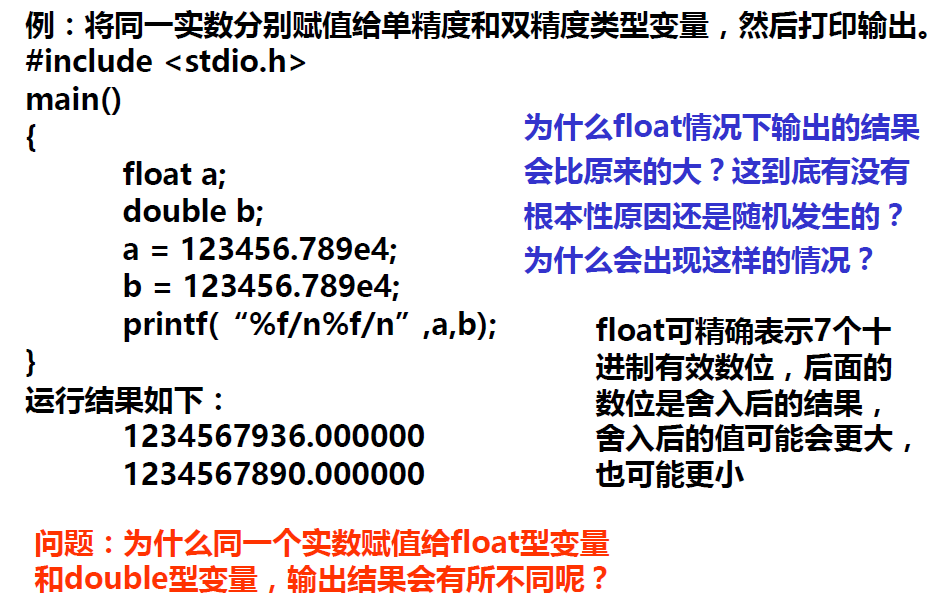 例：将同一实数分别赋值给单精度和双精度类型变量，然后打印输出。
#include <stdio.h>
main()
{
float a;
double b;
a = 123456.789e4;
b = 123456.789e4;
printf( “%f/n%f/n” ,a,b);
}
运行结果如下：
1234567936.000000
1234567890.000000
为什么float情况下输出的结果
会比原来的大？这到底有没有
根本性原因还是随机发生的？
为什么会出现这样的情况？
float可精确表示7个十
进制有效数位，后面的
数位是舍入后的结果，
舍入后的值可能会更大，
也可能更小
问题：为什么同一个实数赋值给float型变量
和double型变量，输出结果会有所不同呢？